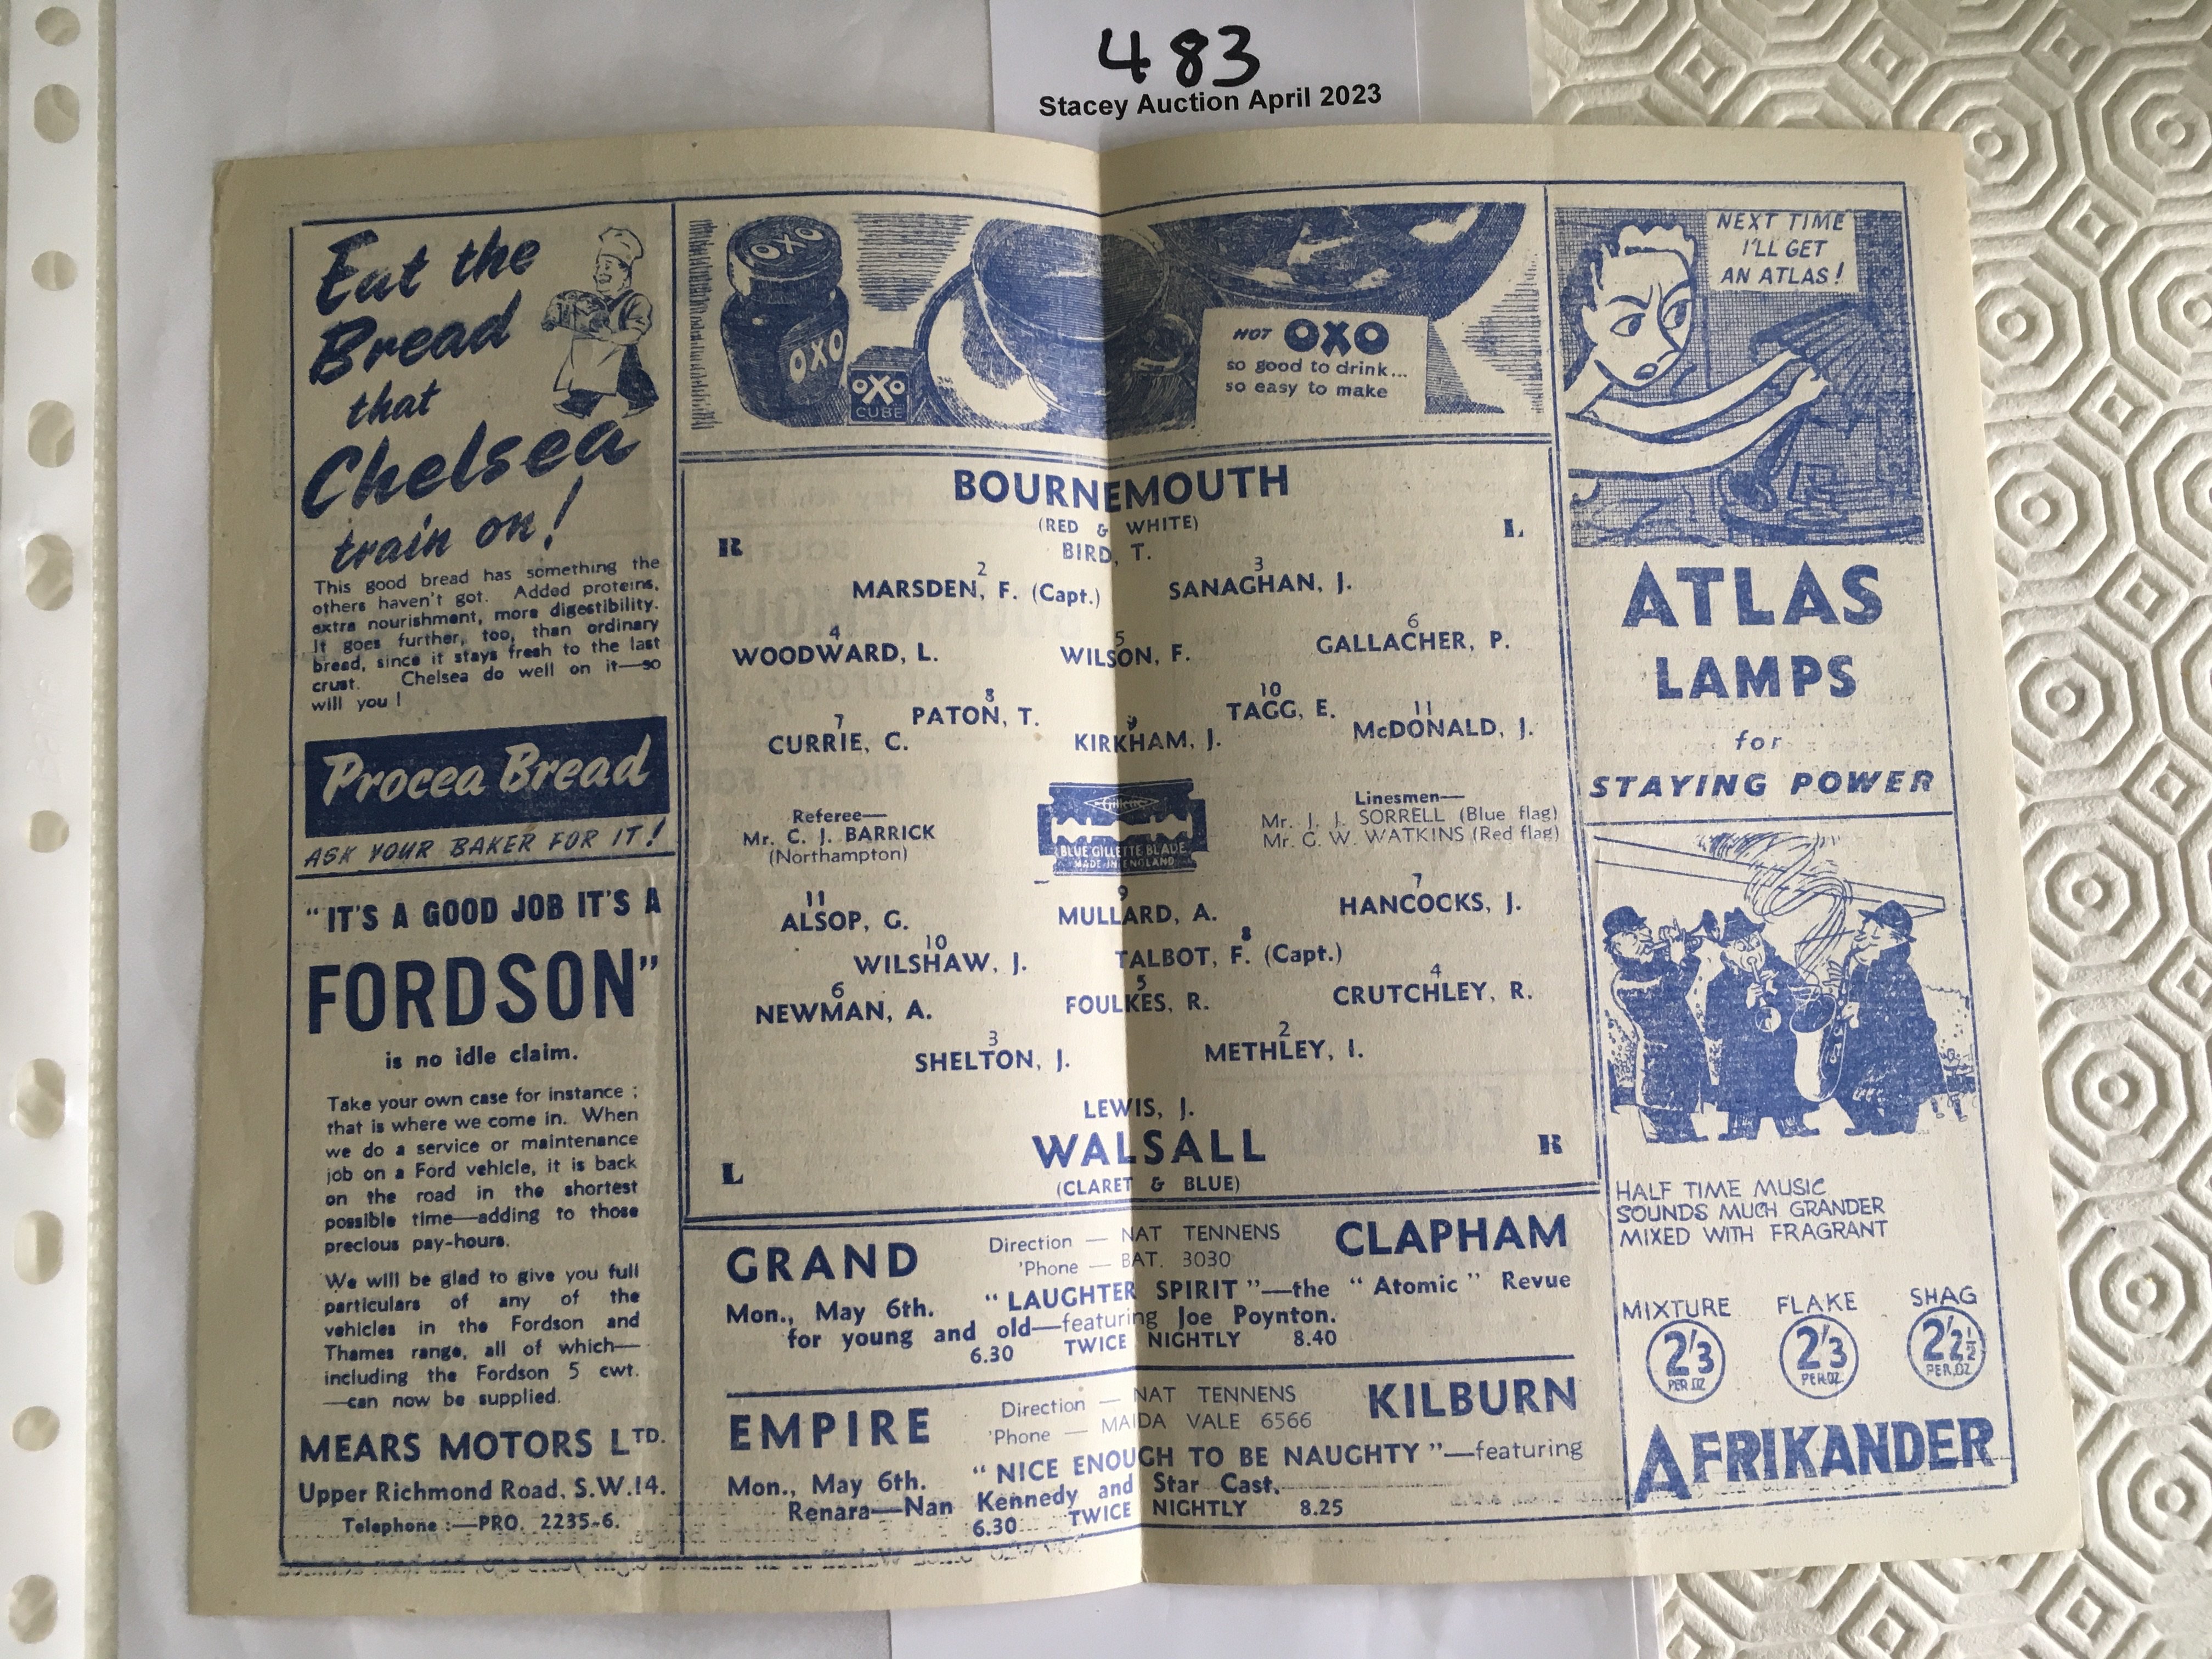 483
Stacey Auction April 2023
Eat the
Bread
that
Chelsea
train on!
This good bread has something the
others haven't got. Added proteins,
extra nourishment, more digestibility.
It goes further, too, than ordinary
bread, since it stays fresh to the last
crust. Chelsea do well on it—so
will you!
Procea Bread
ASK YOUR BAKER FOR IT!
"IT'S A GOOD JOB IT'S A
FORDSON"
is no idle claim.
Take your own case for instance ;
that is where we come in. When
we do a service or maintenance
job on a Ford vehicle, it is back
on the road in the shortest
possible time—adding to those
precious pay-hours.
We will be glad to give you full
particulars of any of the
vehicles in the Fordson and
Thames range, all of which—
including the Fordson 5 cwt.
—can now be supplied.
MEARS MOTORS LTD.
Upper Richmond Road, S.W.14.
Telephone :—PRO. 2235-6.
OXO
OXO
OXO
CUBE
HOT OXO
so good to drink...
so easy to make
BOURNEMOUTH
(RED & WHITE)
R L
BIRD, T.
2 3
MARSDEN, F. (Capt.) SANAGHAN, J.
4 5 6
WOODWARD, L. WILSON, F. GALLACHER, P.
8 10
PATON, T. TAGG, E.
7 9 11
CURRIE, C. KIRKHAM, J. McDONALD, J.
Referee—
Mr. C. J. BARRICK
(Northampton)
Gillette
BLUE GILLETTE BLADE
MADE IN ENGLAND
Linesmen—
Mr. J. J. SORRELL (Blue flag)
Mr. G. W. WATKINS (Red flag)
11 9 7
ALSOP, G. MULLARD, A. HANCOCKS, J.
10 8
WILSHAW, J. TALBOT, F. (Capt.)
6 5 4
NEWMAN, A. FOULKES, R. CRUTCHLEY, R.
3 2
SHELTON, J. METHLEY, I.
LEWIS, J.
WALSALL
L R
(CLARET & BLUE)
GRAND Direction — NAT TENNENS CLAPHAM
'Phone — BAT. 3030
Mon., May 6th. "LAUGHTER SPIRIT"—the "Atomic" Revue
for young and old—featuring Joe Poynton.
6.30 TWICE NIGHTLY 8.40
EMPIRE Direction — NAT TENNENS KILBURN
'Phone — MAIDA VALE 6566
Mon., May 6th. "NICE ENOUGH TO BE NAUGHTY"—featuring
Renara—Nan Kennedy and Star Cast.
6.30 TWICE NIGHTLY 8.25
NEXT TIME
I'LL GET
AN ATLAS!
ATLAS
LAMPS
for
STAYING POWER
HALF TIME MUSIC
SOUNDS MUCH GRANDER
MIXED WITH FRAGRANT
MIXTURE FLAKE SHAG
2'3 2'3 2'2½
PER.OZ PER.OZ PER.OZ
AFRIKANDER